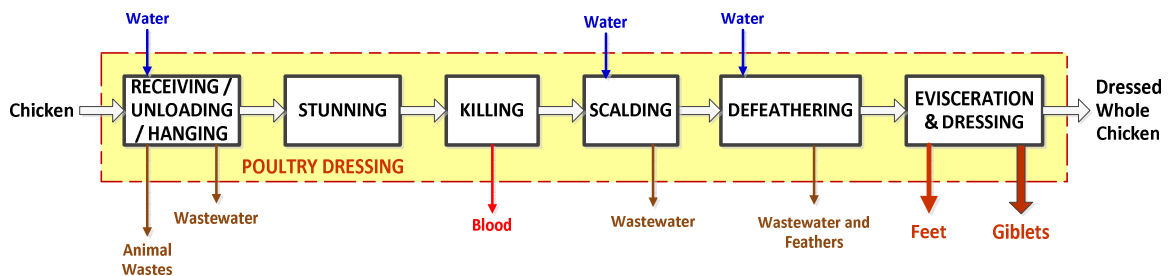 Water
Water
Water
Chicken
RECEIVING /
UNLOADING
/ HANGING
STUNNING
KILLING
SCALDING
DEFEATHERING
EVISCERATION
& DRESSING
Dressed
Whole
Chicken
POULTRY DRESSING
Animal
Wastes
Wastewater
Blood
Wastewater
Wastewater and
Feathers
Feet
Giblets